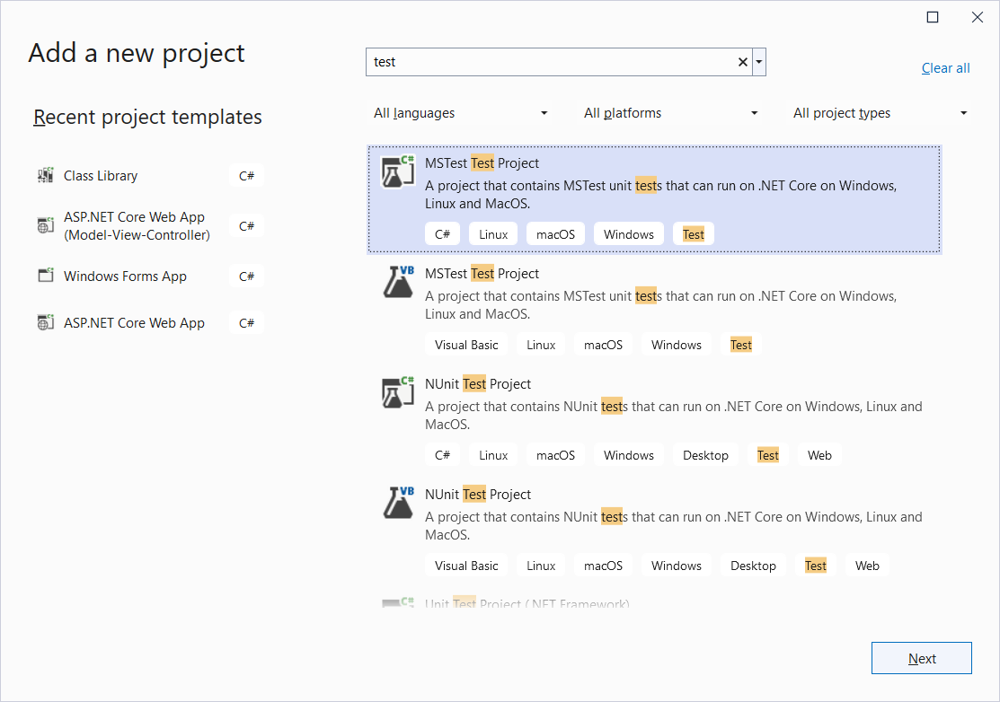 Add a new project
test
Clear all
Recent project templates
All languages
All platforms
All project types
Class Library
C#
ASP.NET Core Web App
(Model-View-Controller)
C#
Windows Forms App
C#
ASP.NET Core Web App
C#
C#
MSTest Test Project
A project that contains MSTest unit tests that can run on .NET Core on Windows,
Linux and MacOS.
C# Linux macOS Windows Test
VB
MSTest Test Project
A project that contains MSTest unit tests that can run on .NET Core on Windows,
Linux and MacOS.
Visual Basic Linux macOS Windows Test
C#
NUnit Test Project
A project that contains NUnit tests that can run on .NET Core on Windows, Linux and
MacOS.
C# Linux macOS Windows Desktop Test Web
VB
NUnit Test Project
A project that contains NUnit tests that can run on .NET Core on Windows, Linux and
MacOS.
Visual Basic Linux macOS Windows Desktop Test Web
C#
Unit Test Project (.NET Framework)
Next